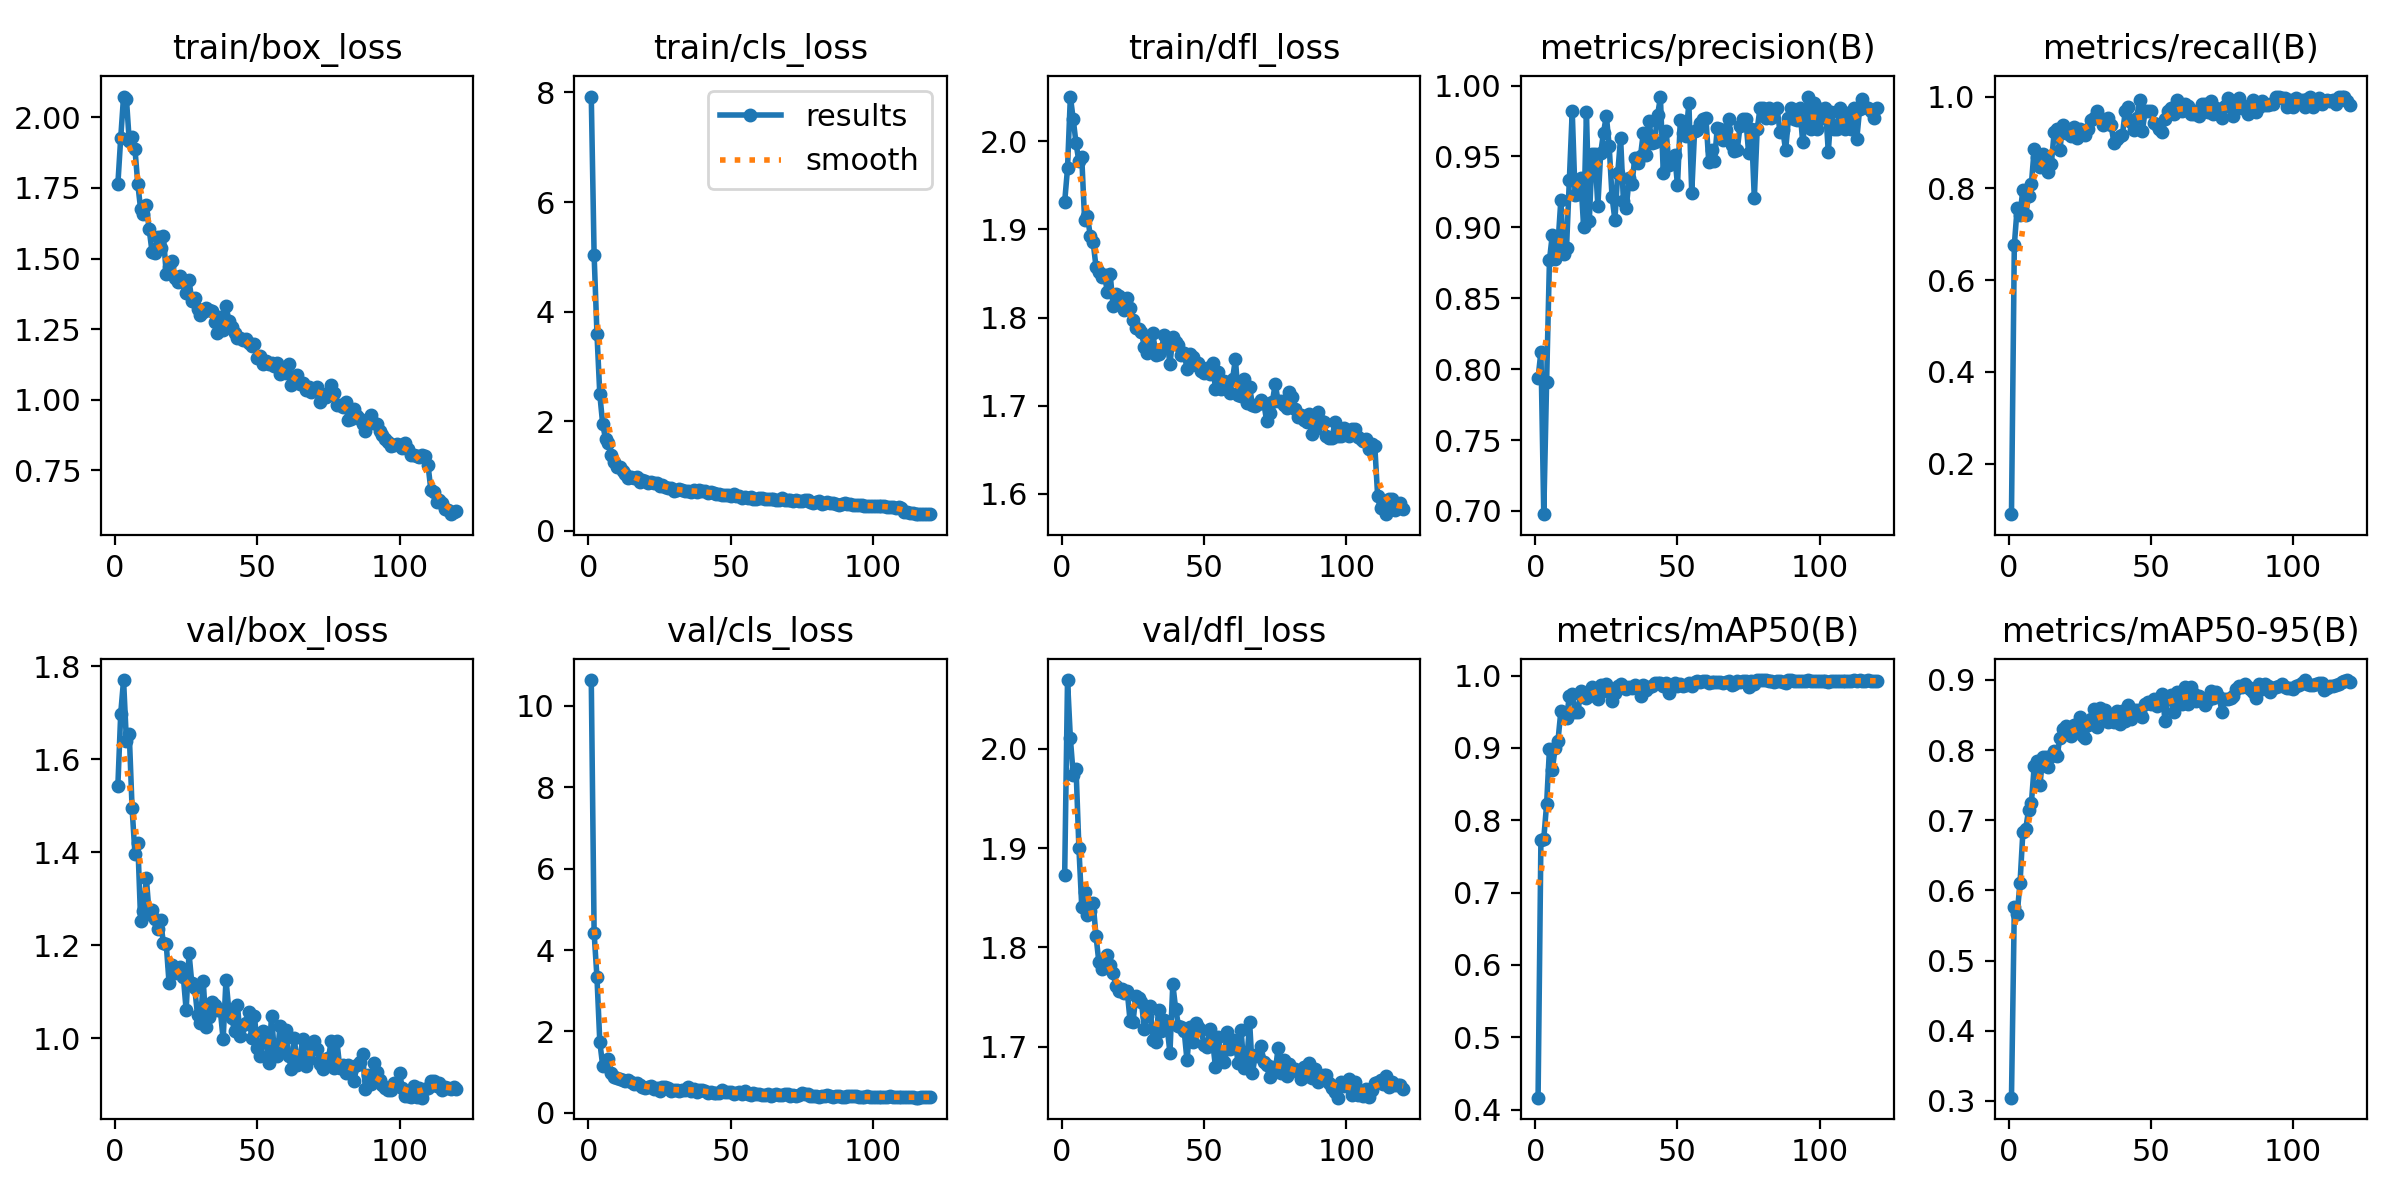 train/box_loss
2.00
1.75
1.50
1.25
1.00
0.75
0 50 100
train/cls_loss
results
smooth
8
6
4
2
0
0 50 100
train/dfl_loss
2.0
1.9
1.8
1.7
1.6
0 50 100
metrics/precision(B)
1.00
0.95
0.90
0.85
0.80
0.75
0.70
0 50 100
metrics/recall(B)
1.0
0.8
0.6
0.4
0.2
0 50 100
val/box_loss
1.8
1.6
1.4
1.2
1.0
0 50 100
val/cls_loss
10
8
6
4
2
0
0 50 100
val/dfl_loss
2.0
1.9
1.8
1.7
0 50 100
metrics/mAP50(B)
1.0
0.9
0.8
0.7
0.6
0.5
0.4
0 50 100
metrics/mAP50-95(B)
0.9
0.8
0.7
0.6
0.5
0.4
0.3
0 50 100